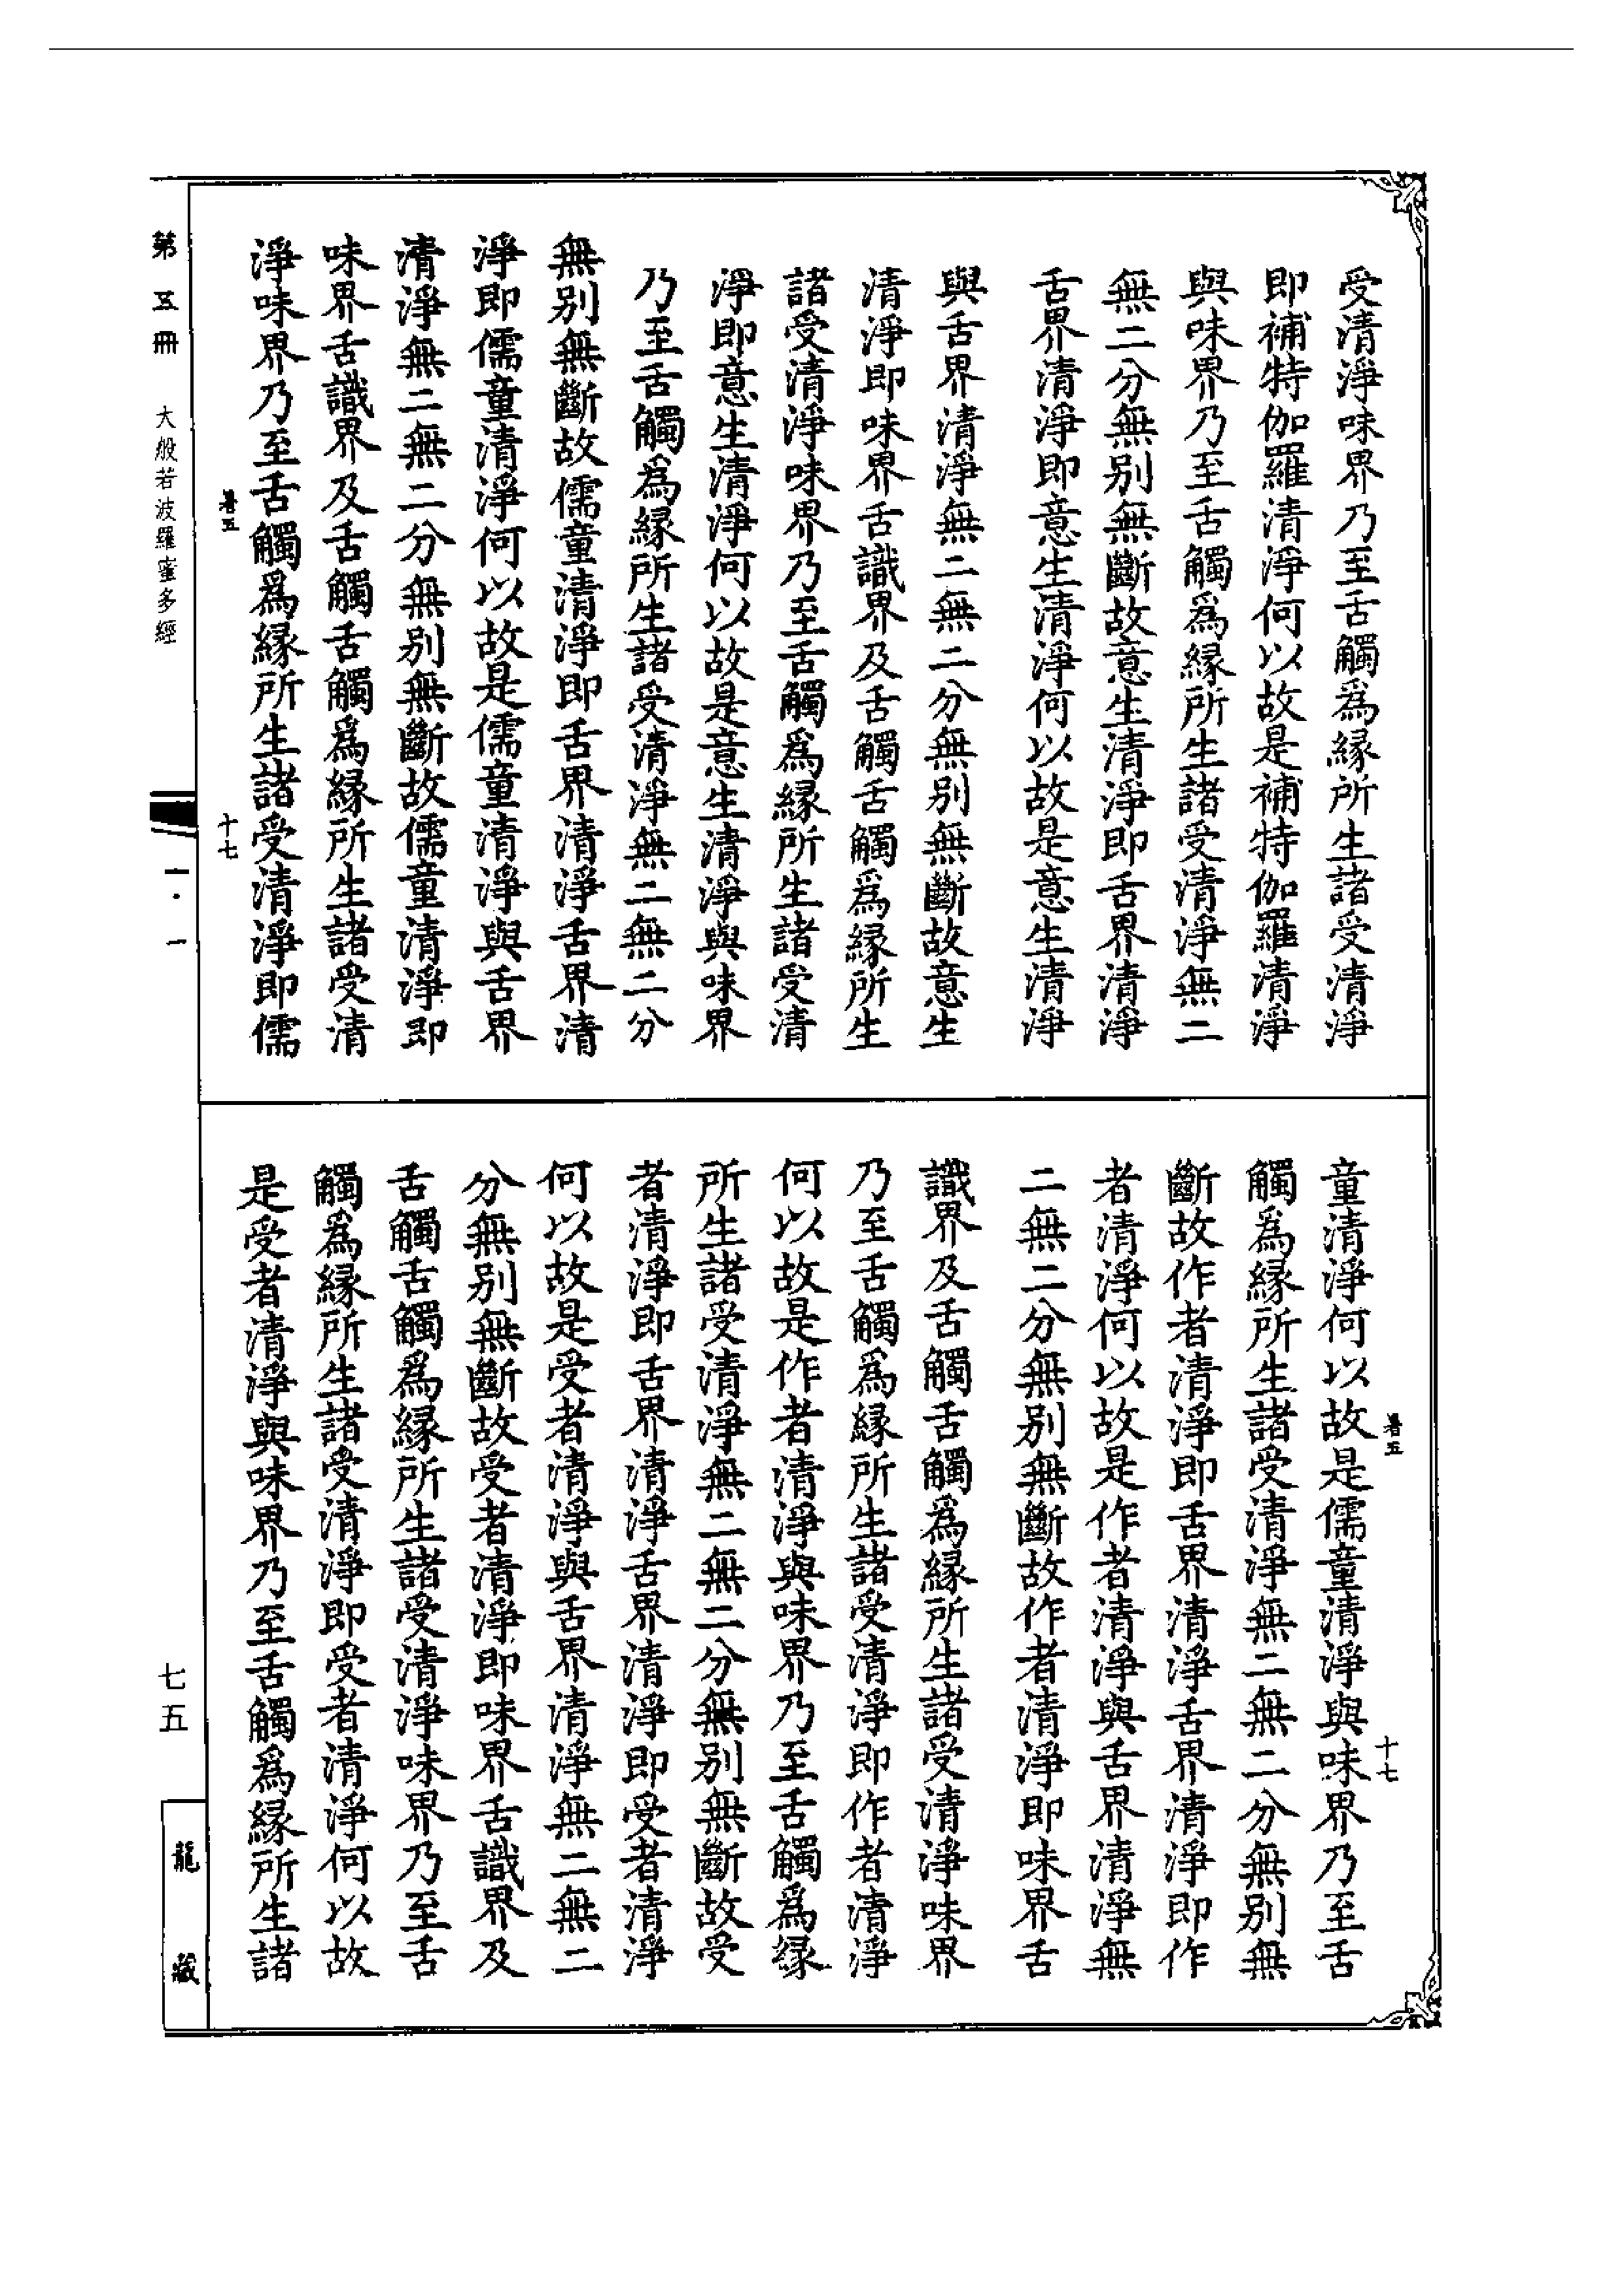 受清淨味界乃至舌觸爲緣所生諸受清淨
即補特伽羅清淨何以故是補特伽羅清淨
與味界乃至舌觸爲緣所生諸受清淨無二
無二分無别無斷故意生清淨即舌界清淨
舌界清淨即意生清淨何以故是意生清淨
與舌界清淨無二無二分無别無斷故意生
清淨即味界舌識界及舌觸舌觸爲緣所生
諸受清淨味界乃至舌觸爲緣所生諸受清
淨即意生清淨何以故是意生清淨與味界
乃至舌觸爲緣所生諸受清淨無二無二分
無别無斷故儒童清淨即舌界清淨舌界清
淨即儒童清淨何以故是儒童清淨與舌界
清淨無二無二分無别無斷故儒童清淨即
味界舌識界及舌觸舌觸爲緣所生諸受清
淨味界乃至舌觸爲緣所生諸受清淨即儒
暑五 十七
童清淨何以故是儒童清淨與味界乃至舌
觸爲緣所生諸受清淨無二無二分無别無
斷故作者清淨即舌界清淨舌界清淨即作
者清淨何以故是作者清淨與舌界清淨無
二無二分無别無斷故作者清淨即味界舌
識界及舌觸舌觸爲緣所生諸受清淨味界
乃至舌觸爲緣所生諸受清淨即作者清淨
何以故是作者清淨與味界乃至舌觸爲緣
所生諸受清淨無二無二分無别無斷故受
者清淨即舌界清淨舌界清淨即受者清淨
何以故是受者清淨與舌界清淨無二無二
分無别無斷故受者清淨即味界舌識界及
舌觸舌觸爲緣所生諸受清淨味界乃至舌
觸爲緣所生諸受清淨即受者清淨何以故
是受者清淨與味界乃至舌觸爲緣所生諸
暑五 十七
第五冊 大般若波羅蜜多經 一·一 七五 龍藏